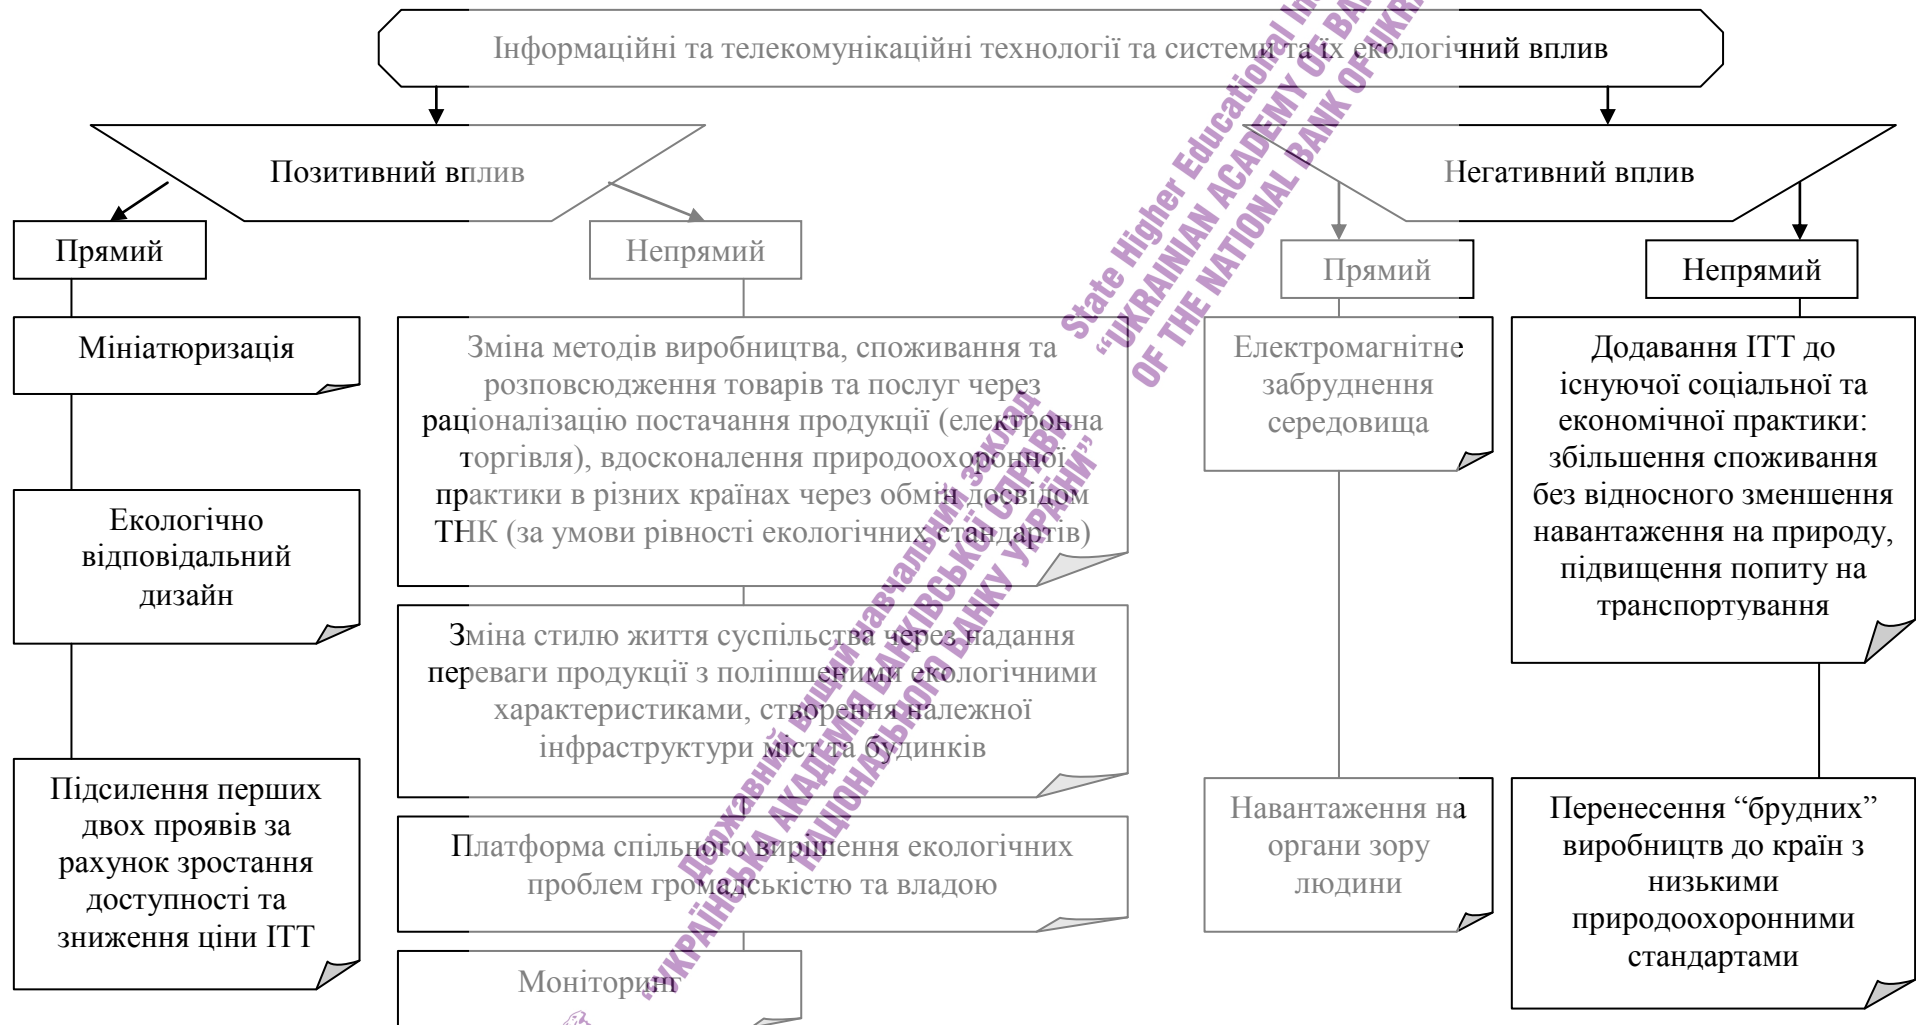 Інформаційні та телекомунікаційні технології та системи та їх екологічний вплив
Позитивний вплив
Негативний вплив
Прямий
Непрямий
Прямий
Непрямий
Мініатюризація
Екологічно
відповідальний
дизайн
Підсилення перших
двох проявів за
рахунок зростання
доступності та
зниження ціни ІТТ
Зміна методів виробництва, споживання та
розповсюдження товарів та послуг через
раціоналізацію постачання продукції (електронна
торгівля), вдосконалення природоохоронної
практики в різних країнах через обмін досвідом
ТНК (за умови рівності екологічних стандартів)
Зміна стилю життя суспільства через надання
переваги продукції з поліпшеними екологічними
характеристиками, створення належної
інфраструктури міст та будинків
Платформа спільного вирішення екологічних
проблем громадськістю та владою
Моніторинг
Електромагнітне
забруднення
середовища
Навантаження на
органи зору
людини
Додавання ІТТ до
існуючої соціальної та
економічної практики:
збільшення споживання
без відносного зменшення
навантаження на природу,
підвищення попиту на
транспортування
Перенесення “брудних”
виробництв до країн з
низькими
природоохоронними
стандартами
Державний вищий навчальний заклад
“УКРАЇНСЬКА АКАДЕМІЯ БАНКІВСЬКОЇ СПРАВИ
НАЦІОНАЛЬНОГО БАНКУ УКРАЇНИ”
State Higher Educational
“UKRAINIAN ACADEMY OF
OF THE NATIONAL BANK OF